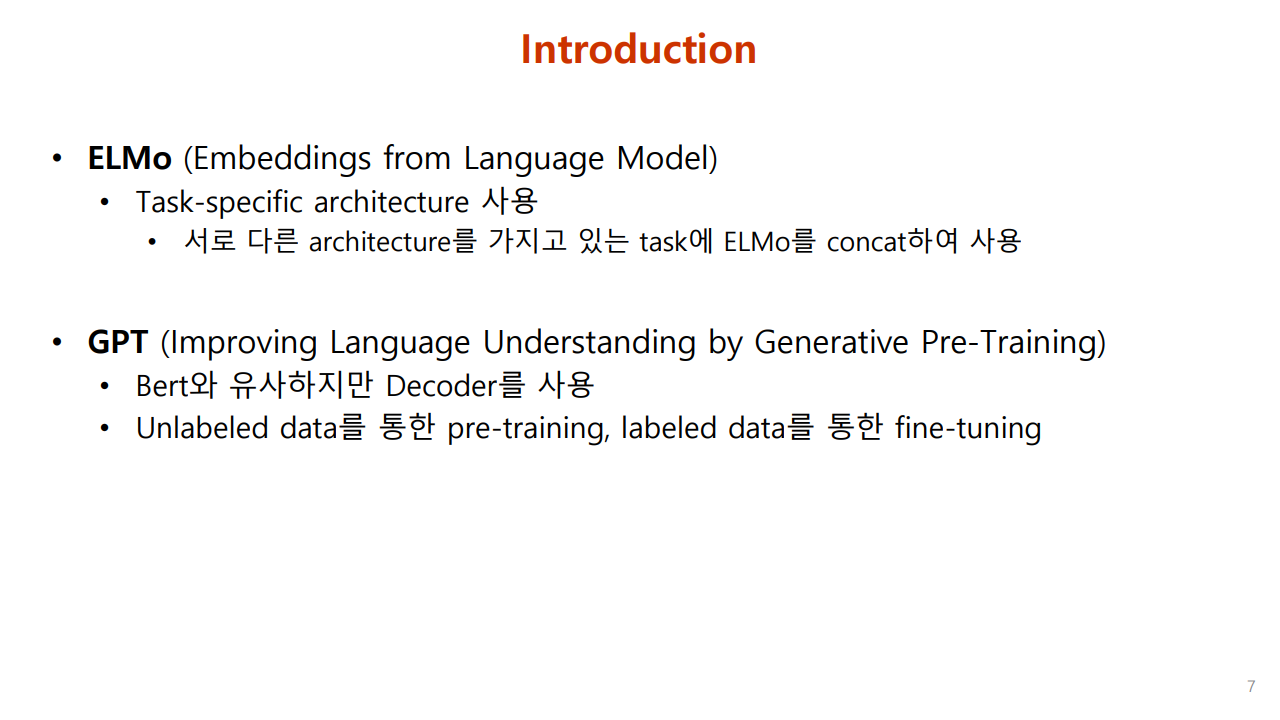 Introduction
• ELMo (Embeddings from Language Model)
• Task-specific architecture 사용
• 서로 다른 architecture를 가지고 있는 task에 ELMo를 concat하여 사용
• GPT (Improving Language Understanding by Generative Pre-Training)
• Bert와 유사하지만 Decoder를 사용
• Unlabeled data를 통한 pre-training, labeled data를 통한 fine-tuning
7